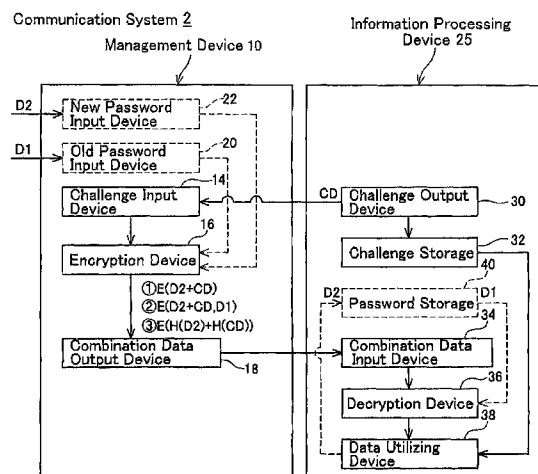 Communication System 2
Management Device 10
Information Processing
Device 25
D2
New Password
Input Device
22
D1
Old Password
Input Device
20
14
Challenge Input
Device
CD
Challenge Output
Device
30
16
Encryption Device
Challenge Storage
32
①E(D2+CD)
②E(D2+CD,D1)
③E(H(D2)+H(CD))
40
D2
Password Storage
D1
34
Combination Data
Output Device
18
Combination Data
Input Device
36
Decryption Device
38
Data Utilizing
Device